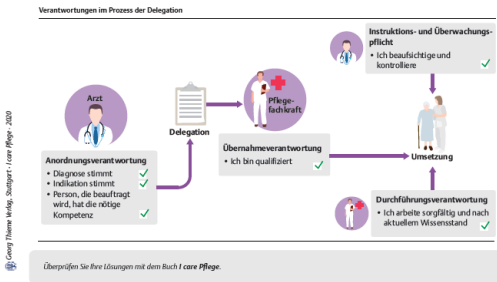 Verantwortungen im Prozess der Delegation
Instruktions- und Überwachungs-
pflicht
• Ich beaufsichtige und
kontrolliere
Arzt
Pflege-
fachkraft
Delegation
Anordnungsverantwortung
• Diagnose stimmt
• Indikation stimmt
• Person, die beauftragt
wird, hat die nötige
Kompetenz
Übernahmeverantwortung
• Ich bin qualifiziert
Umsetzung
Durchführungsverantwortung
• Ich arbeite sorgfältig und nach
aktuellem Wissensstand
Georg Thieme Verlag, Stuttgart · I care Pflege · 2020
Überprüfen Sie Ihre Lösungen mit dem Buch I care Pflege.